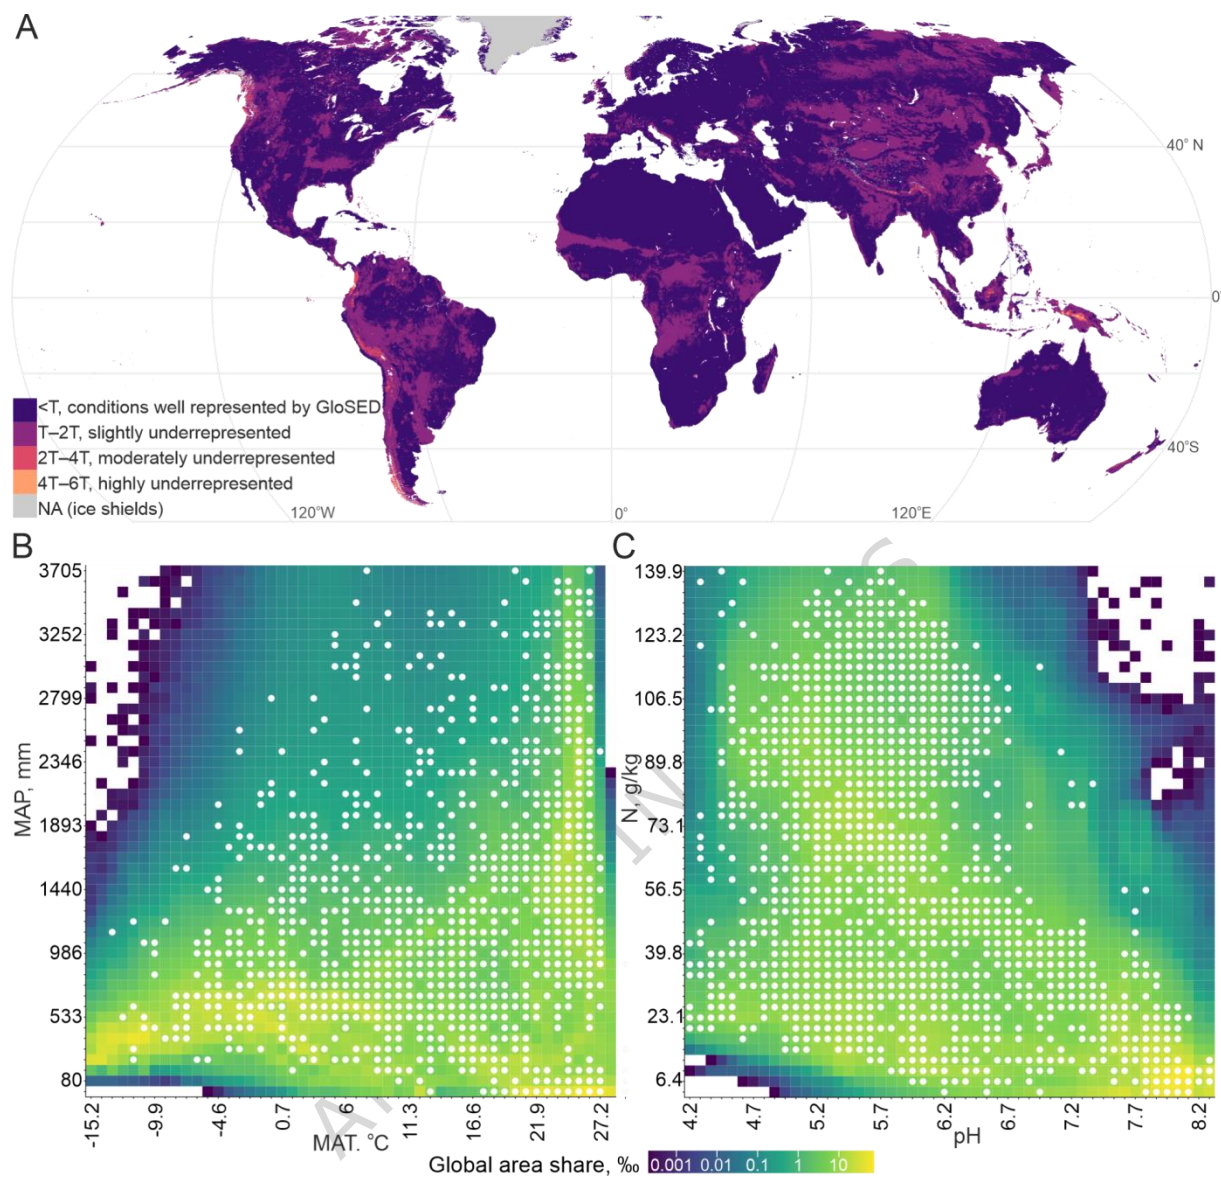 A
40° N
0°
40°S
<T, conditions well represented by GloSED
T–2T, slightly underrepresented
2T–4T, moderately underrepresented
4T–6T, highly underrepresented
NA (ice shields)
120°W
0°
120°E
B
3705
3252
2799
2346
1893
1440
986
533
80
MAP, mm
-15.2
-9.9
-4.6
0.7
6
11.3
16.6
21.9
27.2
MAT. °C
C
139.9
123.2
106.5
89.8
73.1
56.5
39.8
23.1
6.4
N, g/kg
4.2
4.7
5.2
5.7
6.2
6.7
7.2
7.7
8.2
pH
Global area share, ‰
0.001 0.01 0.1 1 10